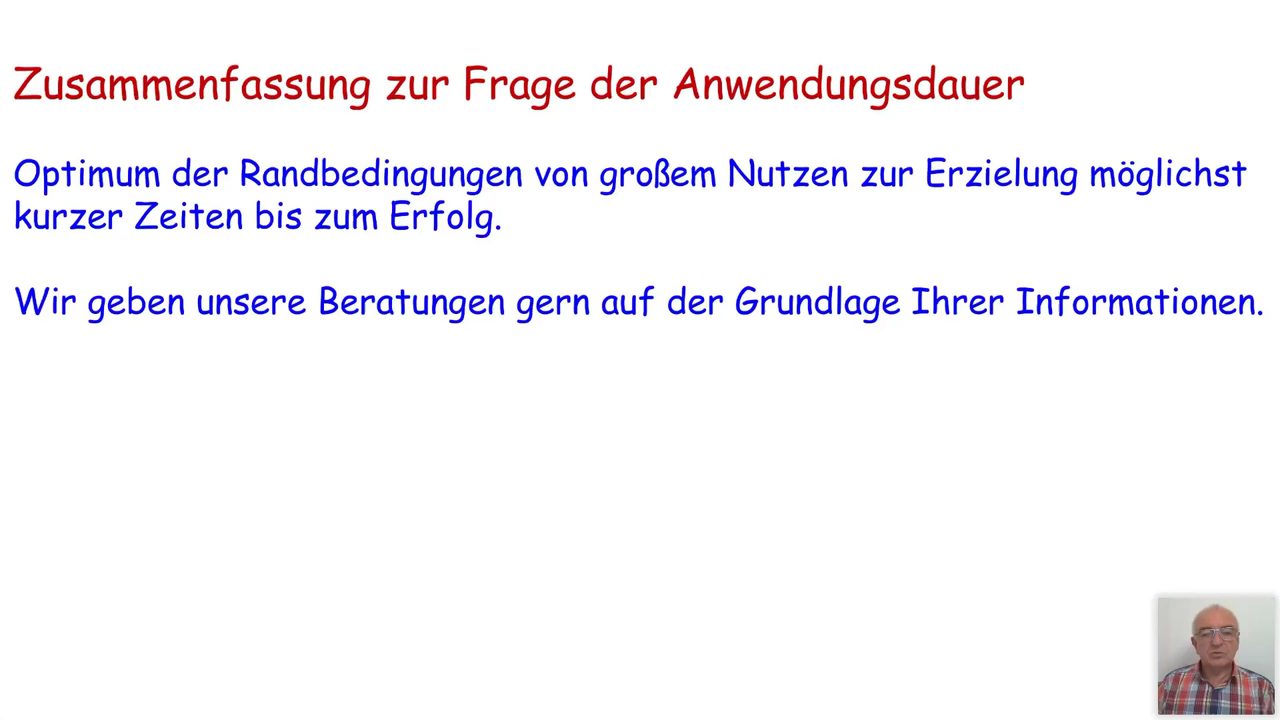 Zusammenfassung zur Frage der Anwendungsdauer
Optimum der Randbedingungen von großem Nutzen zur Erzielung möglichst
kurzer Zeiten bis zum Erfolg.
Wir geben unsere Beratungen gern auf der Grundlage Ihrer Informationen.